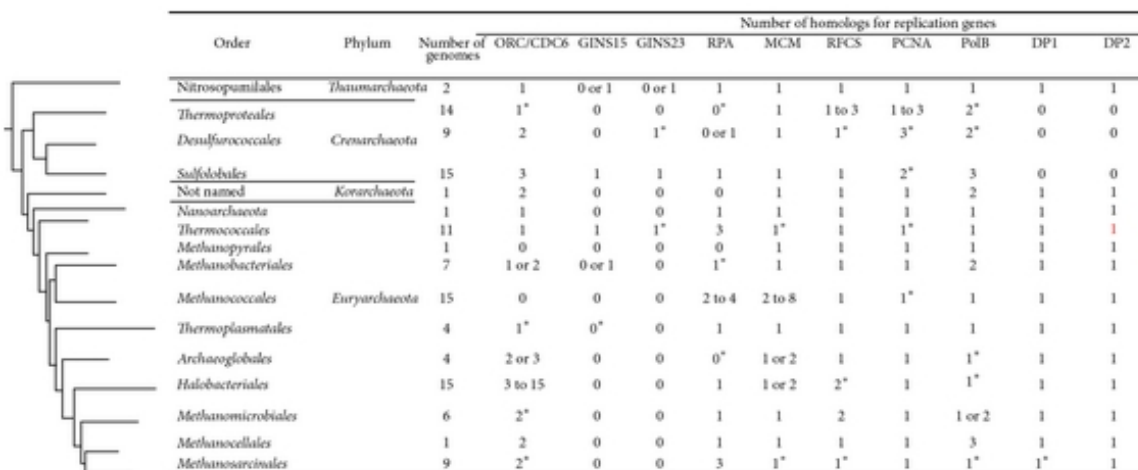 Number of homologs for replication genes
Order Phylum Number of genomes ORC/CDC6 GINS15 GINS23 RPA MCM RFCS PCNA PolB DP1 DP2
Nitrosopumilales Thaumarchaeota 2 1 0 or 1 0 or 1 1 1 1 1 1 1 1
Thermoproteales 14 1* 0 0 0* 1 1 to 3 1 to 3 2* 0 0
Desulfurococcales Crenarchaeota 9 2 0 1* 0 or 1 1 1* 3* 2* 0 0
Sulfolobales 15 3 1 1 1 1 1 2* 3 0 0
Not named Korarchaeota 1 2 0 0 0 1 1 1 2 1 1
Nanoarchaeota 1 1 0 0 1 1 1 1 1 1 1
Thermococcales 11 1 1 1* 3 1* 1 1* 1 1 1
Methanopyrales 1 0 0 0 0 1 1 1 1 1 1
Methanobacteriales 7 1 or 2 0 or 1 0 1* 1 1 1 2 1 1
Methanococcales Euryarchaeota 15 0 0 0 2 to 4 2 to 8 1 1* 1 1 1
Thermoplasmatales 4 1* 0* 0 1 1 1 1 1 1 1
Archaeoglobales 4 2 or 3 0 0 0* 1 or 2 1 1 1* 1 1
Halobacteriales 15 3 to 15 0 0 1 1 or 2 2* 1 1* 1 1
Methanomicrobiales 6 2* 0 0 1 1 2 1 1 or 2 1 1
Methanocellales 1 2 0 0 1 1 1 1 3 1 1
Methanosarcinales 9 2* 0 0 3 1* 1* 1 1* 1* 1